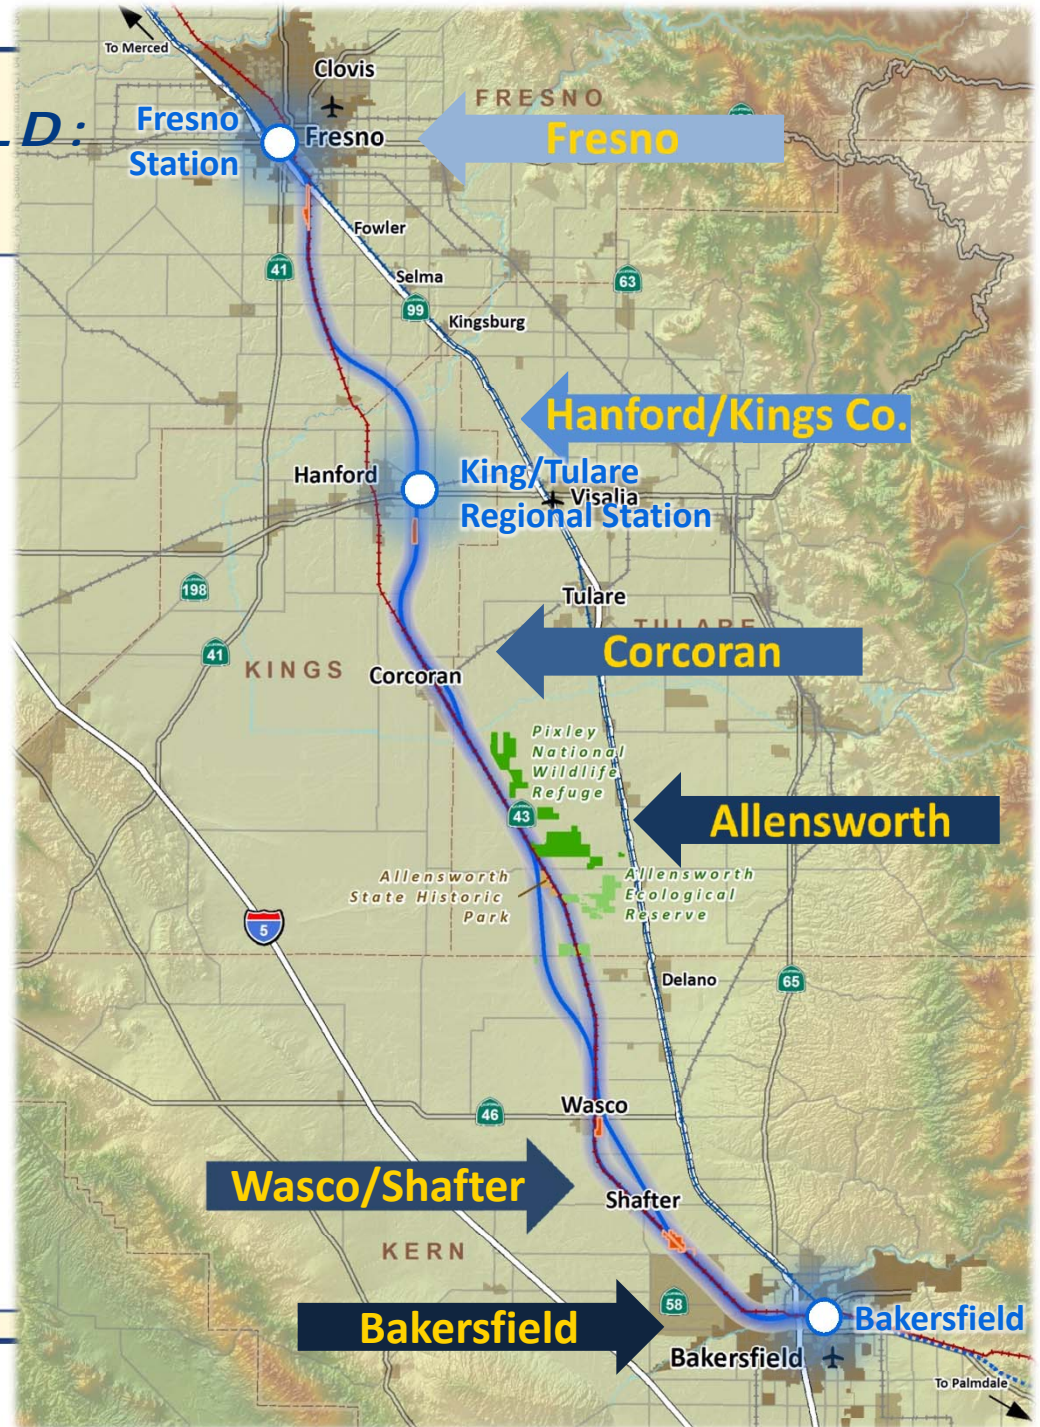 To Merced
Clovis
FRESNO
L D :
Fresno
Station
Fresno
Fresno
Fowler
41
Selma
63
99
Kingsburg
Hanford/Kings Co.
Hanford
King/Tulare
Regional Station
Visalia
198
Tulare
TULARE
41
KINGS
Corcoran
Corcoran
Pixley
National
Wildlife
Refuge
43
Allensworth
Allensworth
State Historic
Park
Allensworth
Ecological
Reserve
5
Delano
65
46
Wasco
Wasco/Shafter
Shafter
KERN
58
Bakersfield
Bakersfield
Bakersfield
To Palmdale